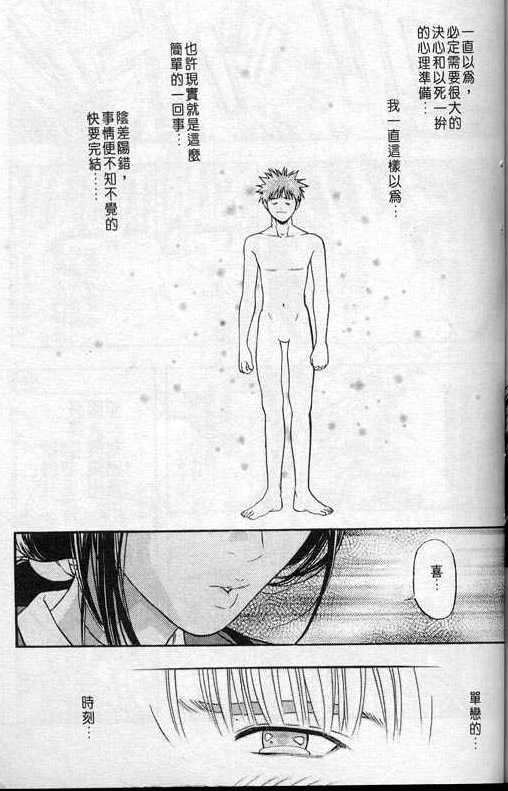 一直以為，
必定需要很大的
決心和以死一拚
的心理準備…
我一直這樣以為…
也許現實就是這麼
簡單的一回事…
陰差陽錯，
事情便不知不覺的
快要完結……
喜…
單戀的…
時刻…